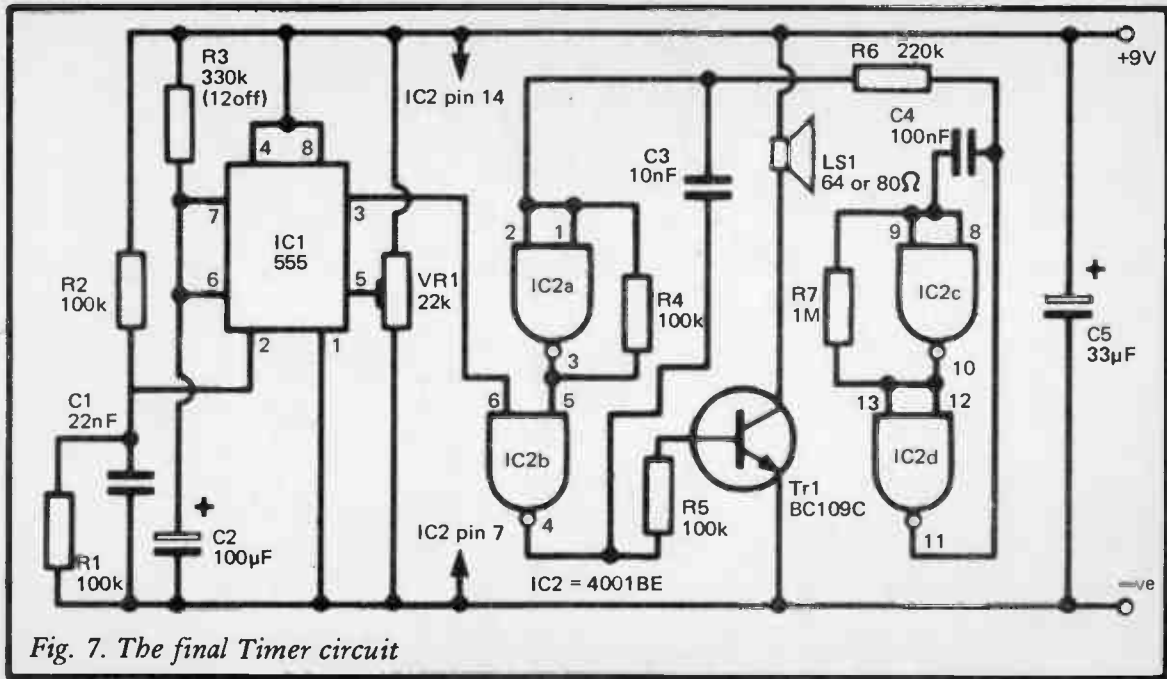 R3
330k
(12off)
IC2 pin 14
R6 220k
+9V
4 8
C4
100nF
C3
10nF
LS1
64 or 80Ω
7
3
2 1
9 8
IC1
555
R2
100k
6
5
VR1
22k
IC2a
R4
100k
R7
1M
IC2c
+
C5
33µF
2 1
3
10
C1
22nF
6 5
13 12
IC2b
IC2d
R5
100k
Tr1
BC109C
+
C2
100µF
IC2 pin 7
4
11
R1
100k
IC2 = 4001BE
-ve
Fig. 7. The final Timer circuit